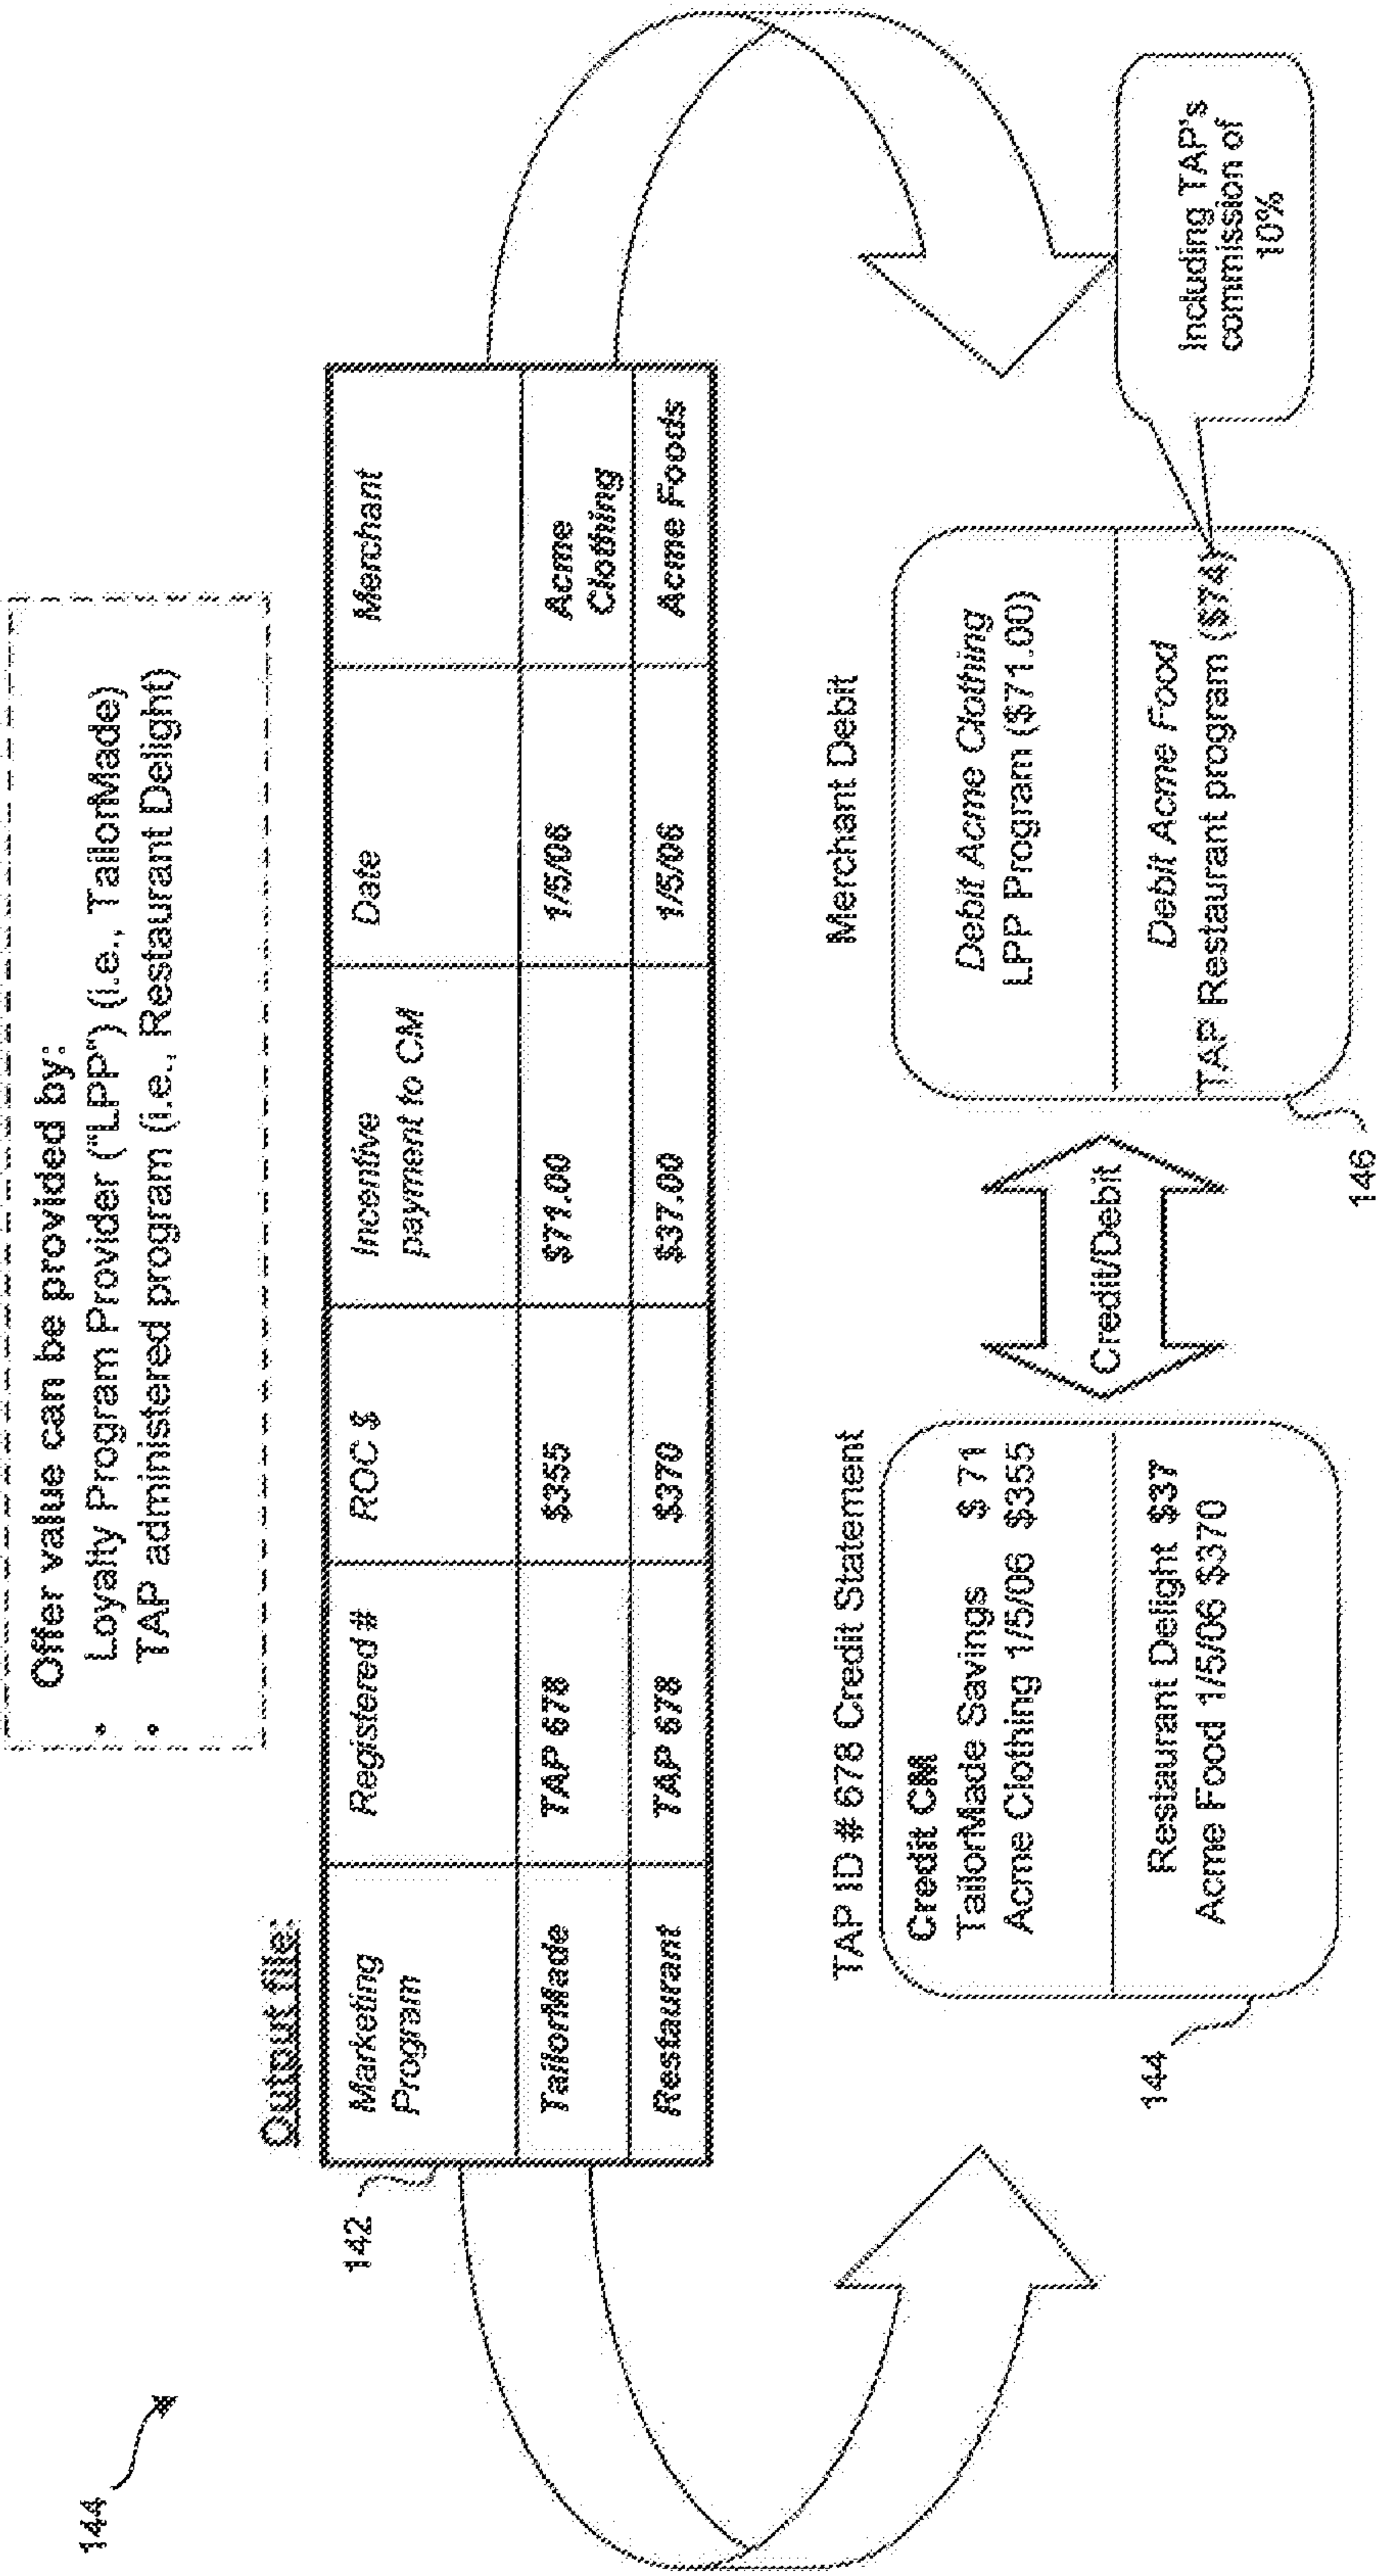 144
Offer value can be provided by:
• Loyalty Program Provider ("LPP") (i.e., TailorMade)
• TAP administered program (i.e., Restaurant Delight)
Output file:
142
Marketing Program Registered # ROC $ Incentive payment to CM Date Merchant
TailorMade TAP 678 $355 $71.00 1/5/06 Acme Clothing
Restaurant TAP 678 $370 $37.00 1/5/06 Acme Foods
TAP ID # 678 Credit Statement
Credit CM
TailorMade Savings $ 71
Acme Clothing 1/5/06 $355
Restaurant Delight $37
Acme Food 1/5/06 $370
144
Credit/Debit
Merchant Debit
Debit Acme Clothing
LPP Program ($71.00)
Debit Acme Food
TAP Restaurant program ($74)
146
Including TAP's
commission of
10%